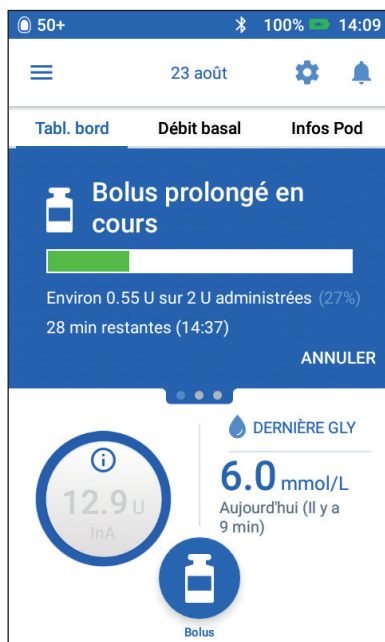 50+ 100% 14:09
23 août
Tabl. bord Débit basal Infos Pod
Bolus prolongé en
cours
Environ 0.55 U sur 2 U administrées (27%)
28 min restantes (14:37)
ANNULER
DERNIÈRE GLY
6.0 mmol/L
Aujourd'hui (Il y a
9 min)
12.9 U
InA
Bolus